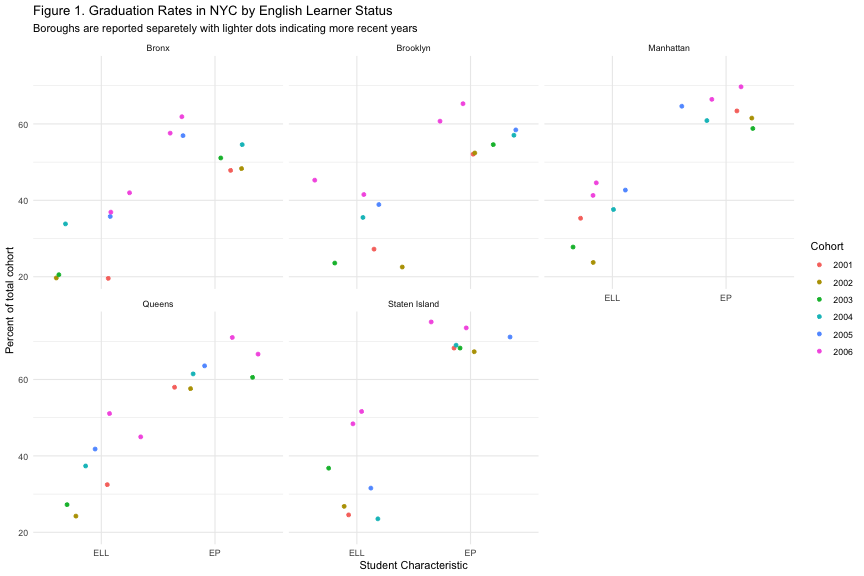 Figure 1. Graduation Rates in NYC by English Learner Status
Boroughs are reported separetely with lighter dots indicating more recent years
Bronx
Brooklyn
Manhattan
60
40
20
ELL
EP
Queens
Staten Island
60
40
20
ELL
EP
ELL
EP
Percent of total cohort
Student Characteristic
Cohort
2001
2002
2003
2004
2005
2006